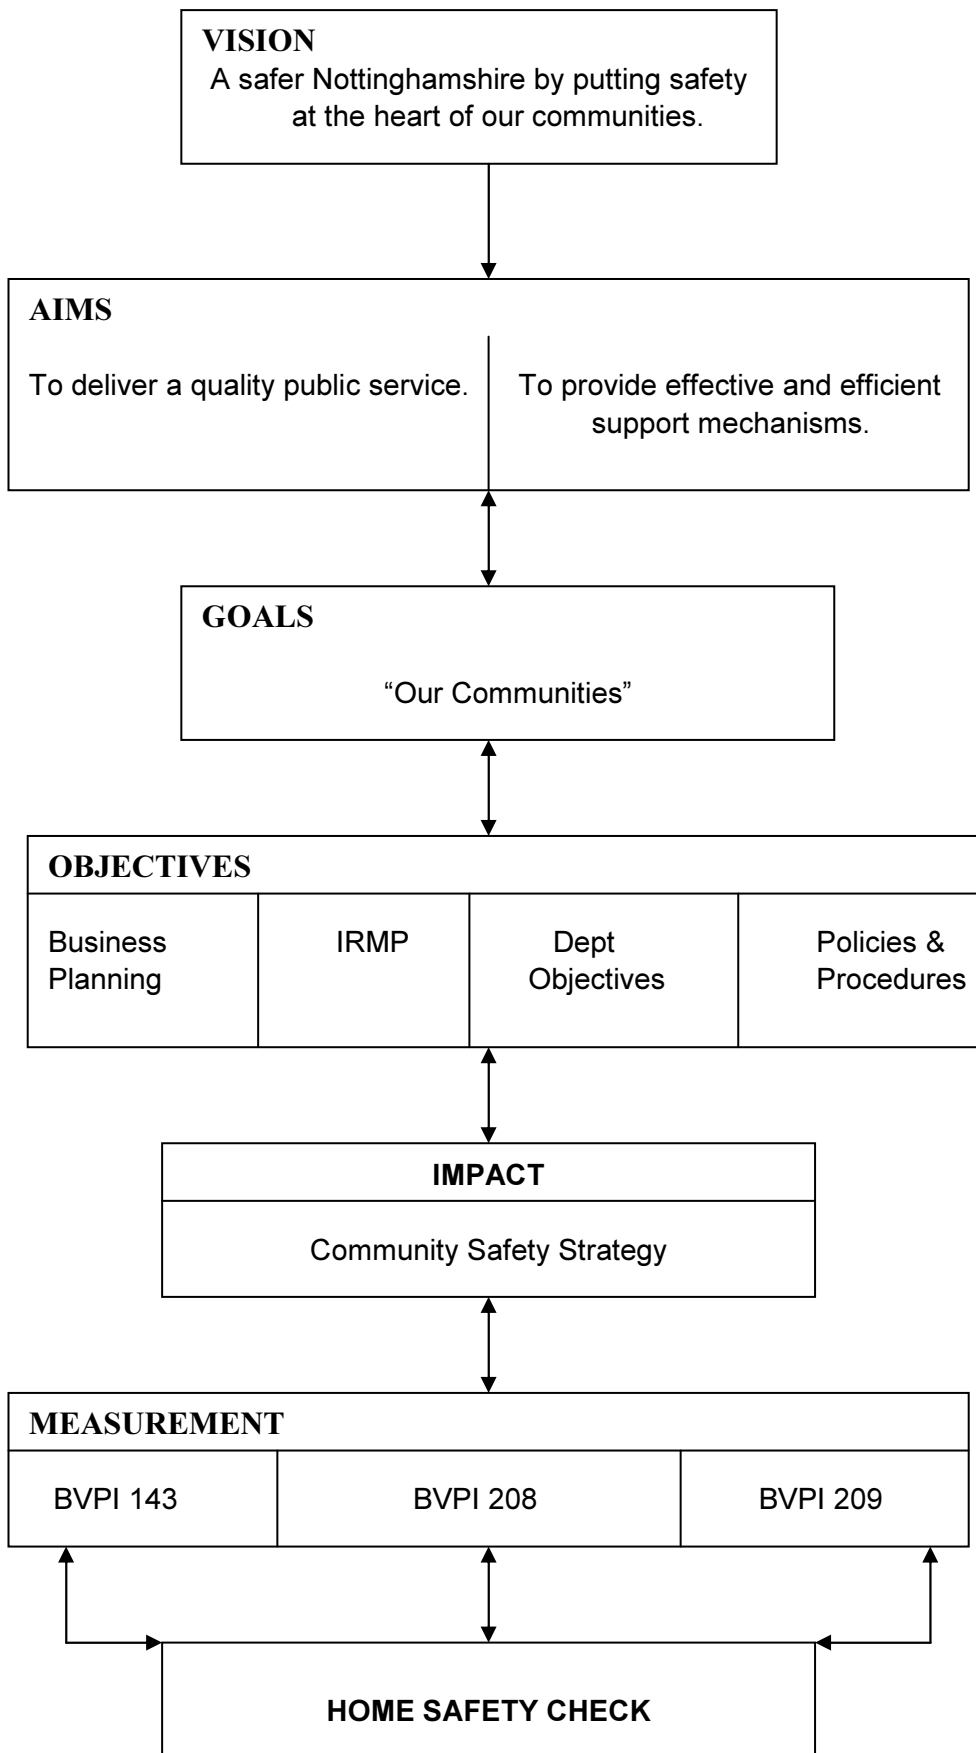 VISION
A safer Nottinghamshire by putting safety
at the heart of our communities.
AIMS
To deliver a quality public service.
To provide effective and efficient
support mechanisms.
GOALS
“Our Communities”
OBJECTIVES
Business
Planning
IRMP
Dept
Objectives
Policies &
Procedures
IMPACT
Community Safety Strategy
MEASUREMENT
BVPI 143
BVPI 208
BVPI 209
HOME SAFETY CHECK